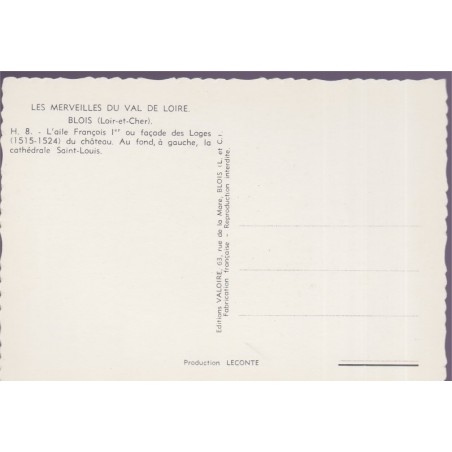 LES MERVEILLES DU VAL DE LOIRE.
BLOIS (Loir-et-Cher).
H. 8. - L'aile François Iᵉʳ ou façade des Loges
(1515-1524) du château. Au fond, à gauche, la
cathédrale Saint-Louis.
Editions VALOIRE, 63, rue de la Mare, BLOIS (L. et C.).
Fabrication française - Reproduction interdite.
Production LECONTE